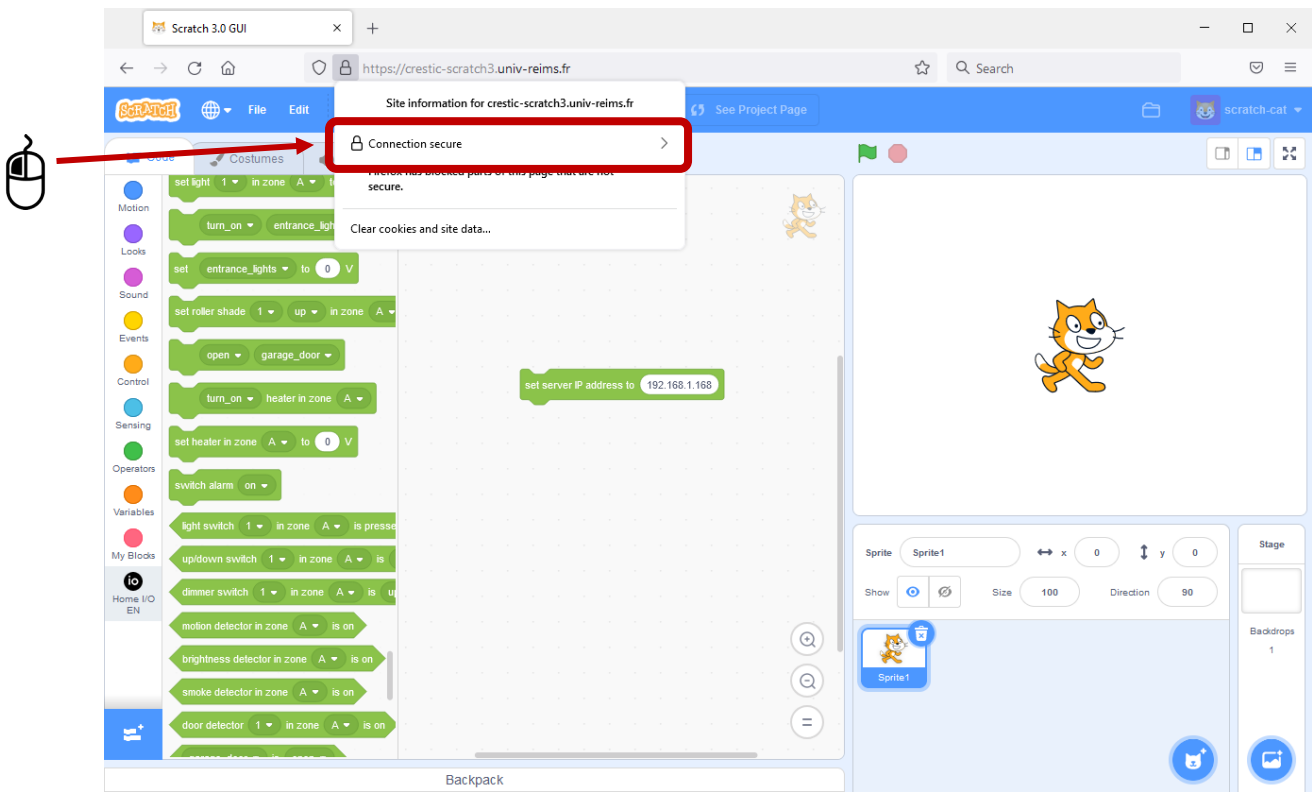 Scratch 3.0 GUI
https://crestic-scratch3.univ-reims.fr
Search
SCRATCH
File
Edit
Site information for crestic-scratch3.univ-reims.fr
See Project Page
scratch-cat
Connection secure
Firefox has blocked parts of this page that are not
secure.
Clear cookies and site data...
Code
Costumes
Motion
Looks
Sound
Events
Control
Sensing
Operators
Variables
My Blocks
io
Home I/O
EN
set light 1 in zone A
turn_on
set entrance_lights to 0 V
set roller shade 1 up in zone A
open garage_door
turn_on heater in zone A
set heater in zone A to 0 V
switch alarm on
light switch 1 in zone A is presse
up/down switch 1 in zone A is
dimmer switch 1 in zone A is
motion detector in zone A is on
brightness detector in zone A is on
smoke detector in zone A is on
door detector 1 in zone A is on
set server IP address to 192.168.1.168
Backpack
Sprite Sprite1 x 0 y 0
Show Size 100 Direction 90
Sprite1
Stage
Backdrops
1